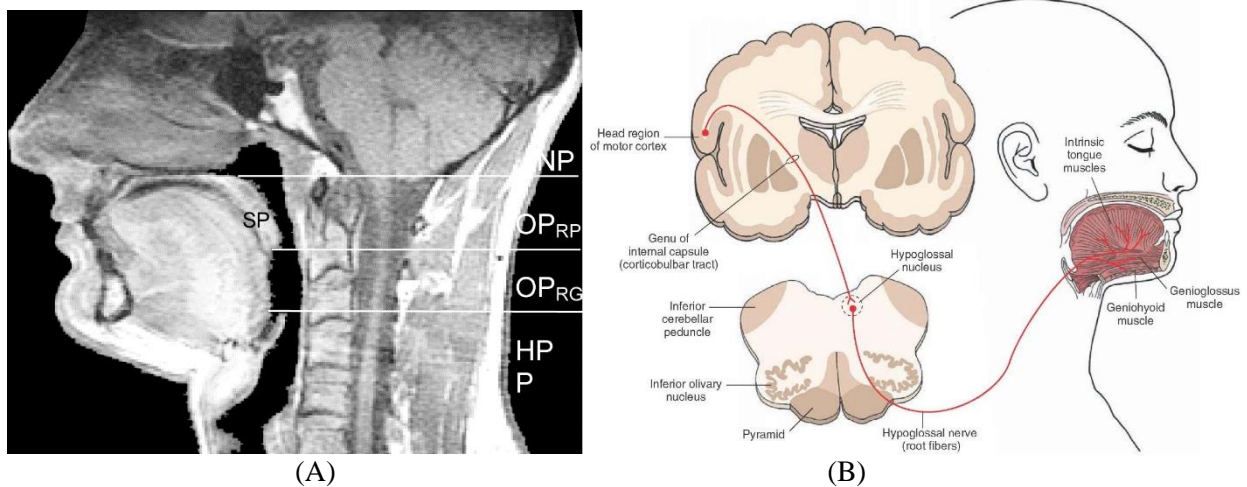 NP
SP
OPRP
OPRG
HP
P
(A)
Head region
of motor cortex
Genu of
internal capsule
(corticobulbar tract)
Hypoglossal
nucleus
Inferior
cerebellar
peduncle
Inferior olivary
nucleus
Pyramid
Hypoglossal nerve
(root fibers)
Intrinsic
tongue
muscles
Genioglossus
muscle
Geniohyoid
muscle
(B)